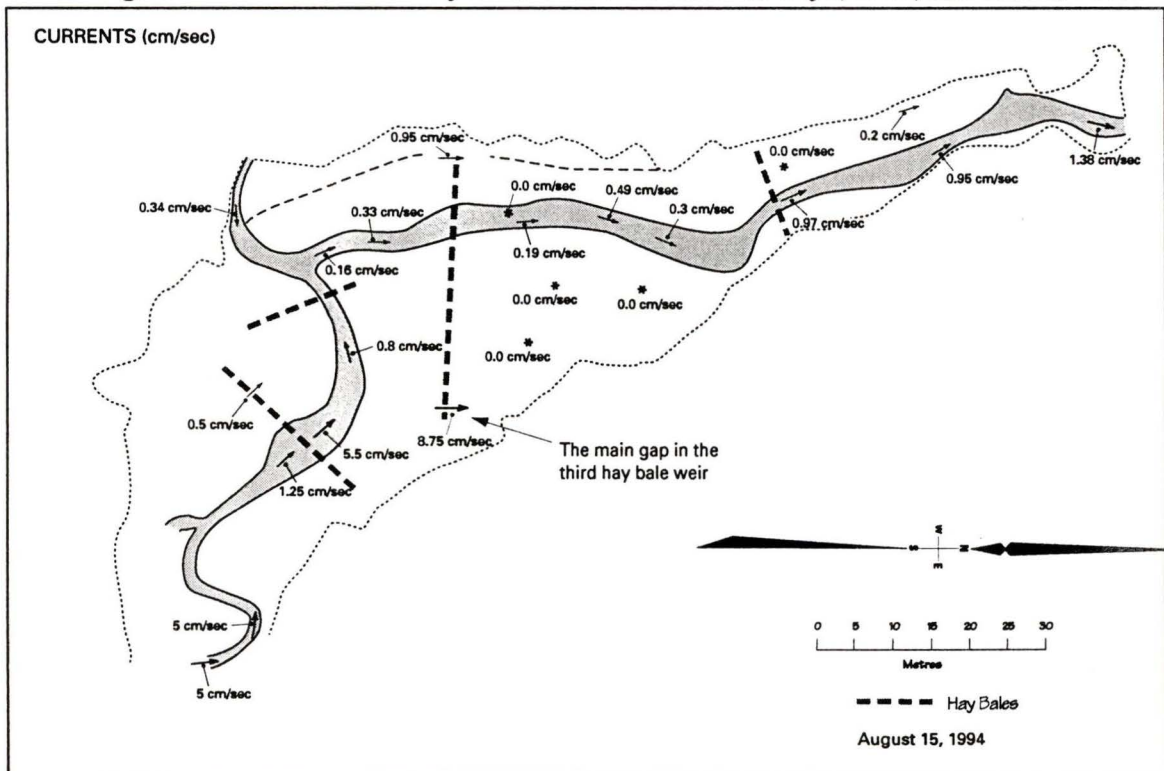 CURRENTS (cm/sec)
0.95 cm/sec
0.2 cm/sec
0.0 cm/sec
1.38 cm/sec
0.34 cm/sec
0.33 cm/sec
0.0 cm/sec
0.49 cm/sec
0.3 cm/sec
0.97 cm/sec
0.95 cm/sec
0.16 cm/sec
0.19 cm/sec
0.0 cm/sec
0.0 cm/sec
0.8 cm/sec
0.0 cm/sec
0.5 cm/sec
5.5 cm/sec
8.75 cm/sec
1.25 cm/sec
The main gap in the
third hay bale weir
W
S N
E
5 cm/sec
5 cm/sec
0 5 10 15 20 25 30
Metres
Hay Bales
August 15, 1994